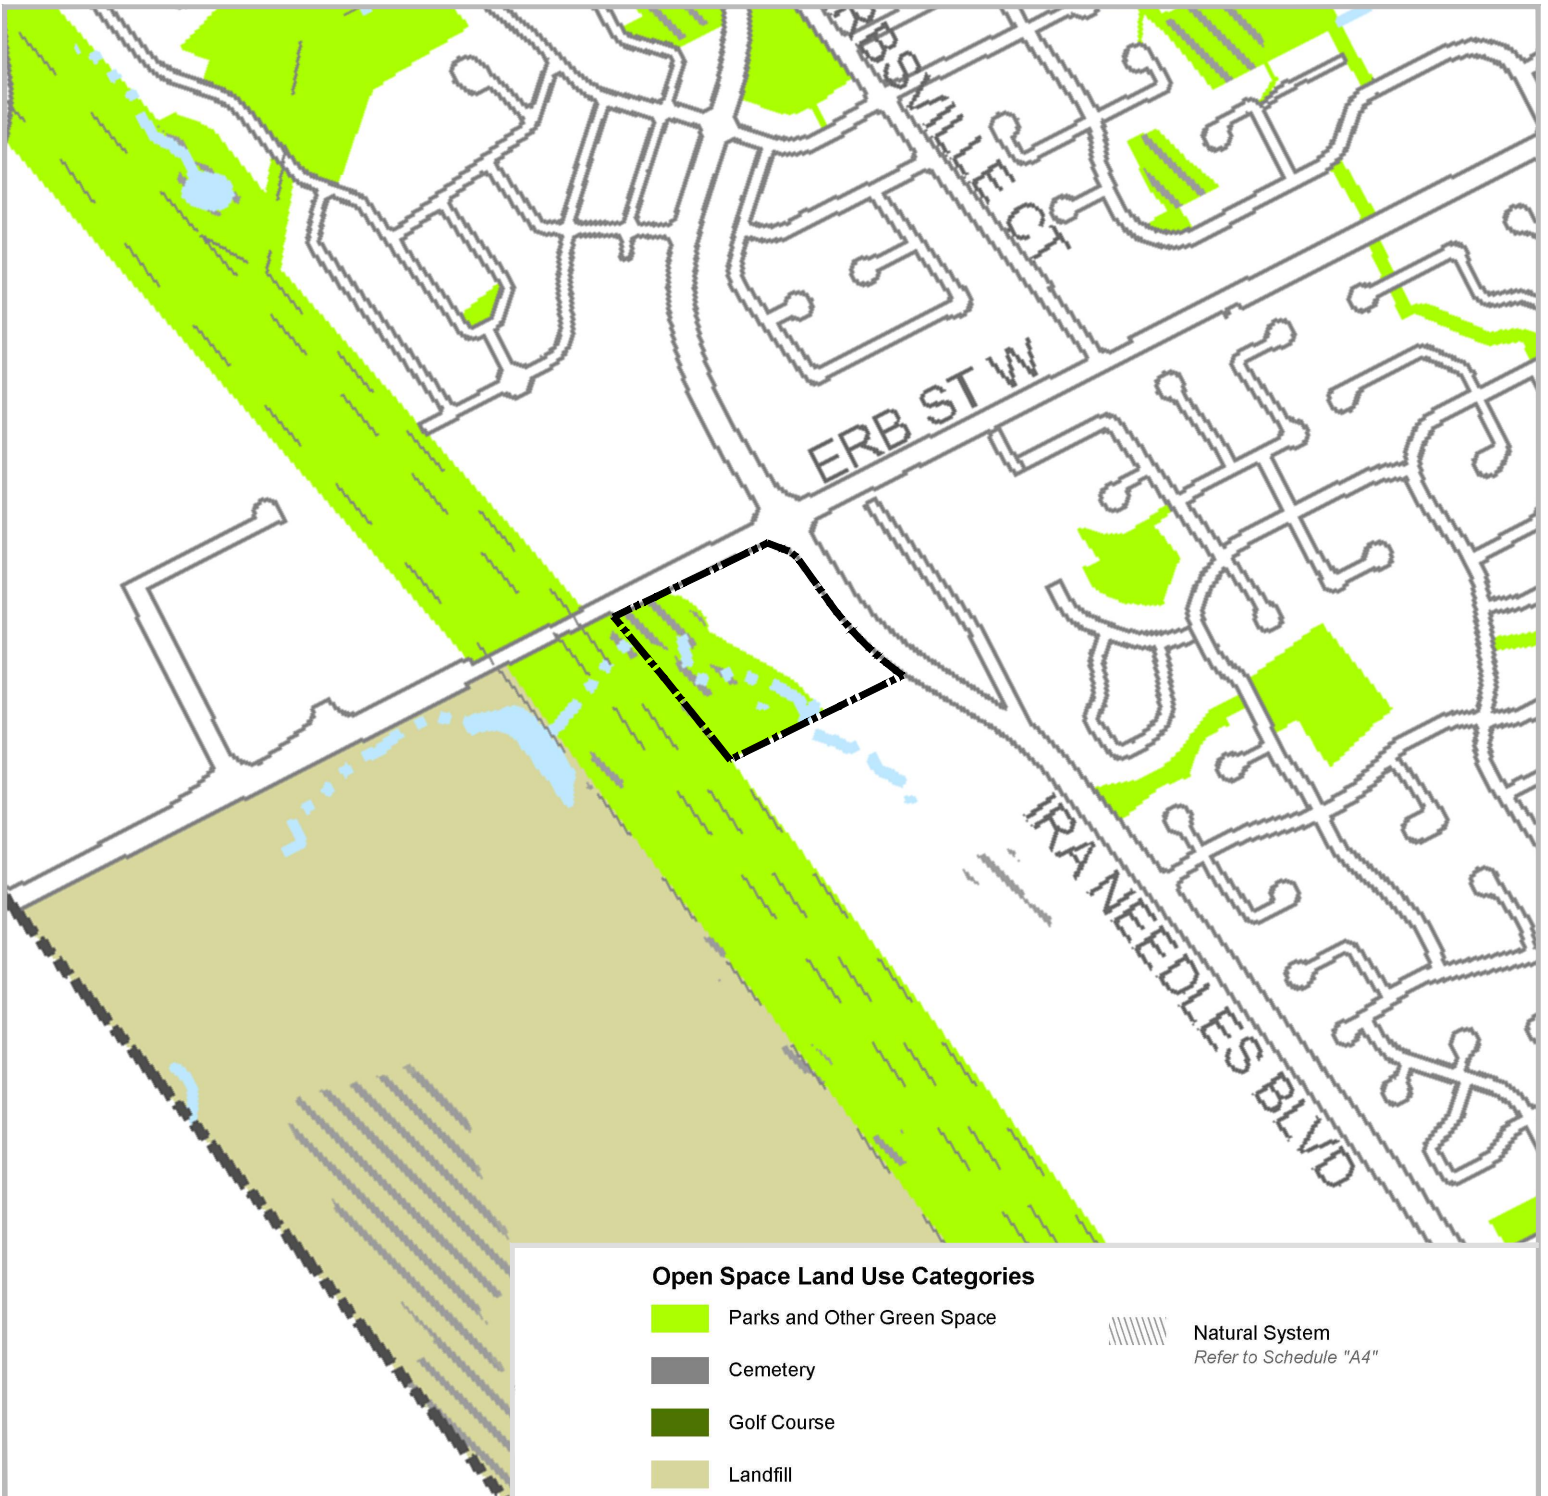 RBSVILLE CT
ERB ST W
IRA NEEDLES BLVD
Open Space Land Use Categories
Parks and Other Green Space
Cemetery
Golf Course
Landfill
Natural System
Refer to Schedule "A4"